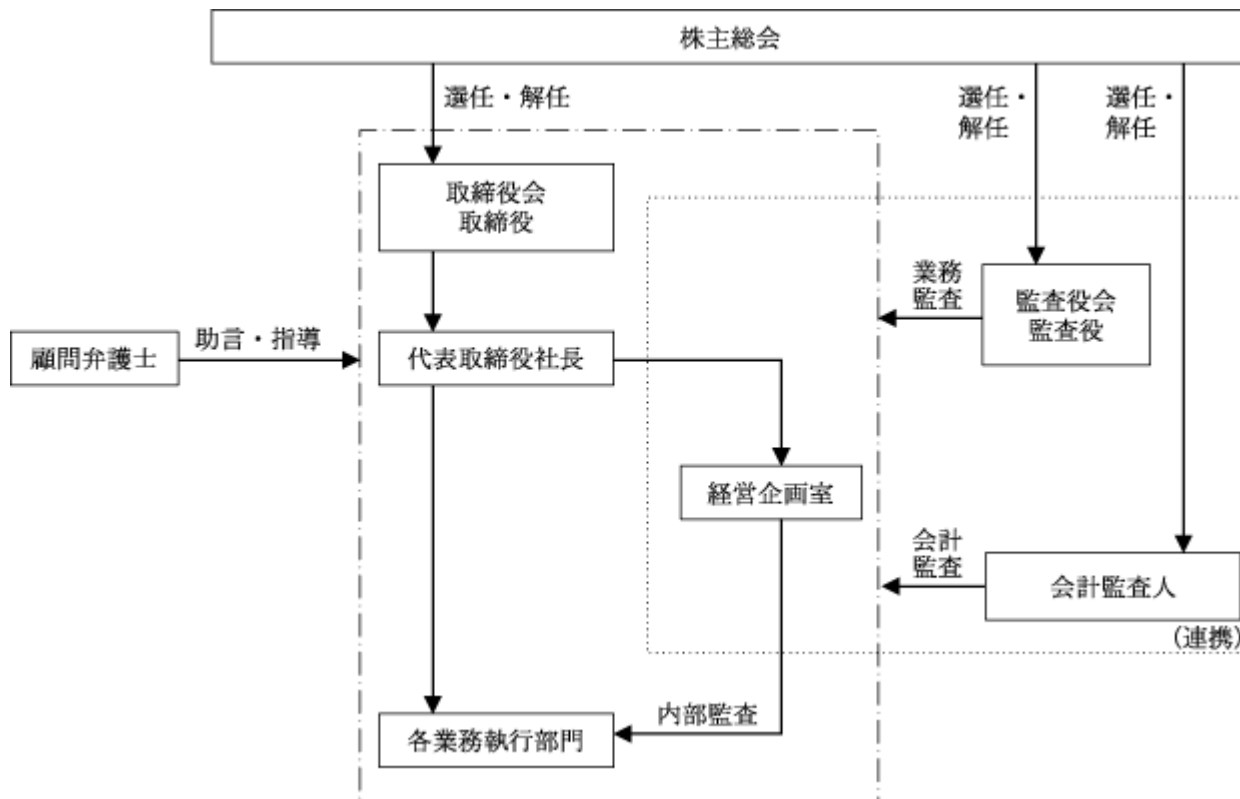 株主総会
選任・解任
選任・
解任
選任・
解任
取締役会
取締役
業務
監査
監査役会
監査役
顧問弁護士
助言・指導
代表取締役社長
経営企画室
会計
監査
会計監査人
(連携)
内部監査
各業務執行部門